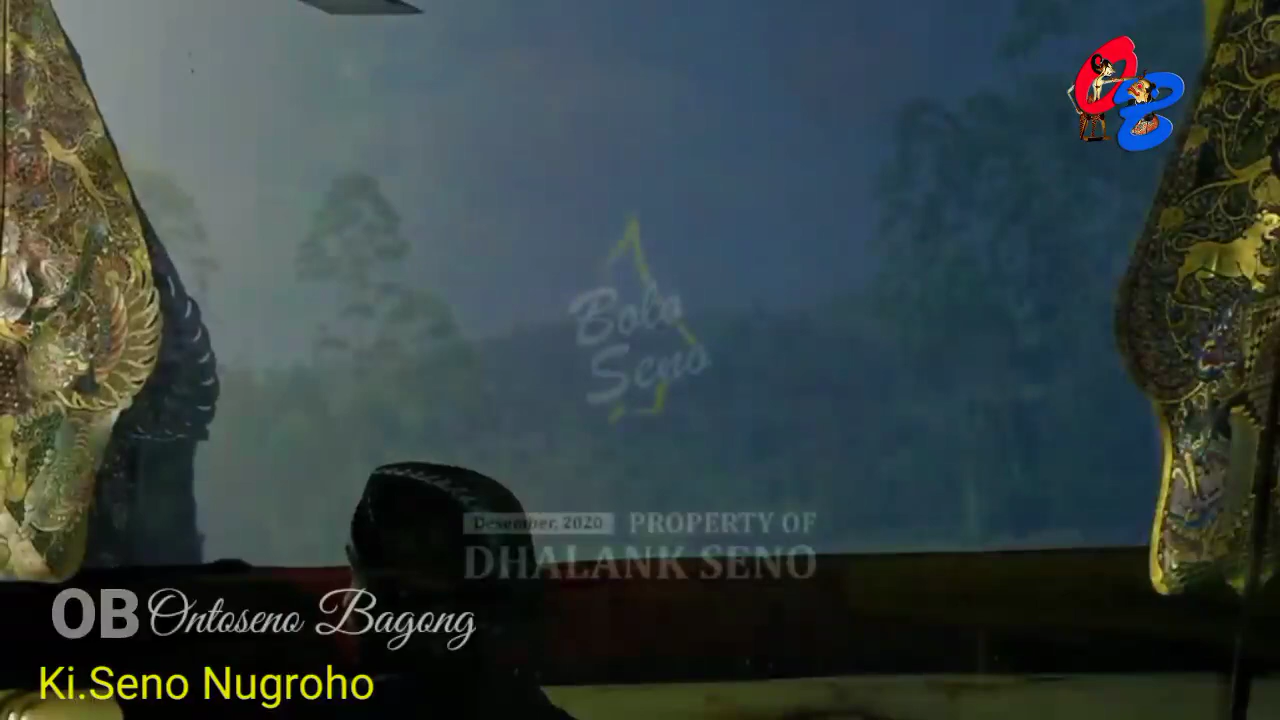 Bolo
Seno
Desember, 2020 PROPERTY OF
DHALANK SENO
OB Ontoseno Bagong
Ki.Seno Nugroho